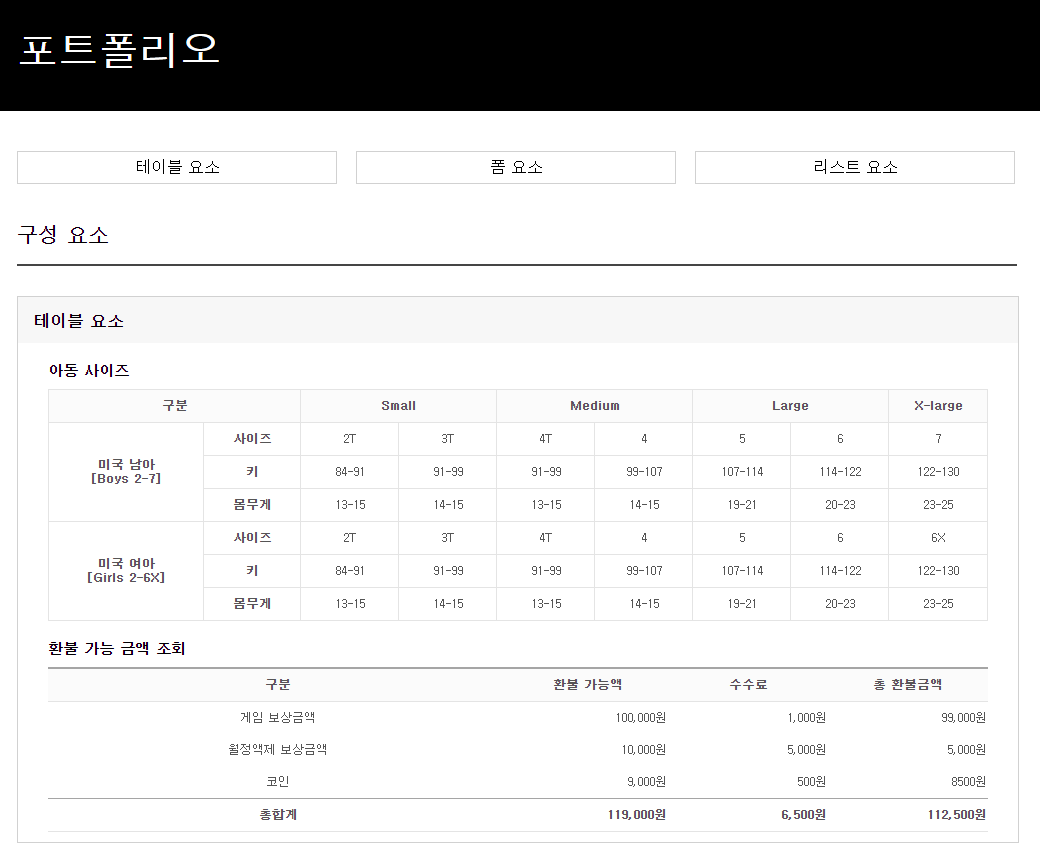 포트폴리오
테이블 요소 폼 요소 리스트 요소
구성 요소
테이블 요소
아동 사이즈
구분 Small Medium Large X-large
미국 남아
[Boys 2-7]
사이즈 2T 3T 4T 4 5 6 7
키 84-91 91-99 91-99 99-107 107-114 114-122 122-130
몸무게 13-15 14-15 13-15 14-15 19-21 20-23 23-25
미국 여아
[Girls 2-6X]
사이즈 2T 3T 4T 4 5 6 6X
키 84-91 91-99 91-99 99-107 107-114 114-122 122-130
몸무게 13-15 14-15 13-15 14-15 19-21 20-23 23-25
환불 가능 금액 조회
구분 환불 가능액 수수료 총 환불금액
게임 보상금액 100,000원 1,000원 99,000원
월정액제 보상금액 10,000원 5,000원 5,000원
코인 9,000원 500원 8500원
총합계 119,000원 6,500원 112,500원